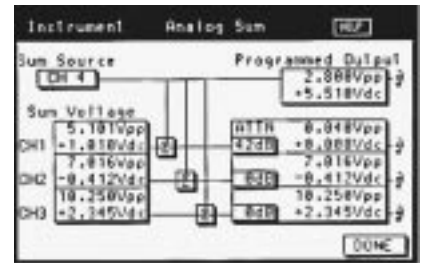 Instrument Analog Sum HELP
Sum Source Programmed Output
CH 4 2.800Vpp
+5.510Vdc
Sum Voltage
5.101Vpp ATTN 0.040Vpp
CH1 +1.010Vdc 42dB +0.000Vdc
7.016Vpp 7.016Vpp
CH2 -0.412Vdc 0dB -0.412Vdc
10.250Vpp 10.250Vpp
CH3 +2.345Vdc 0dB +2.345Vdc
DONE